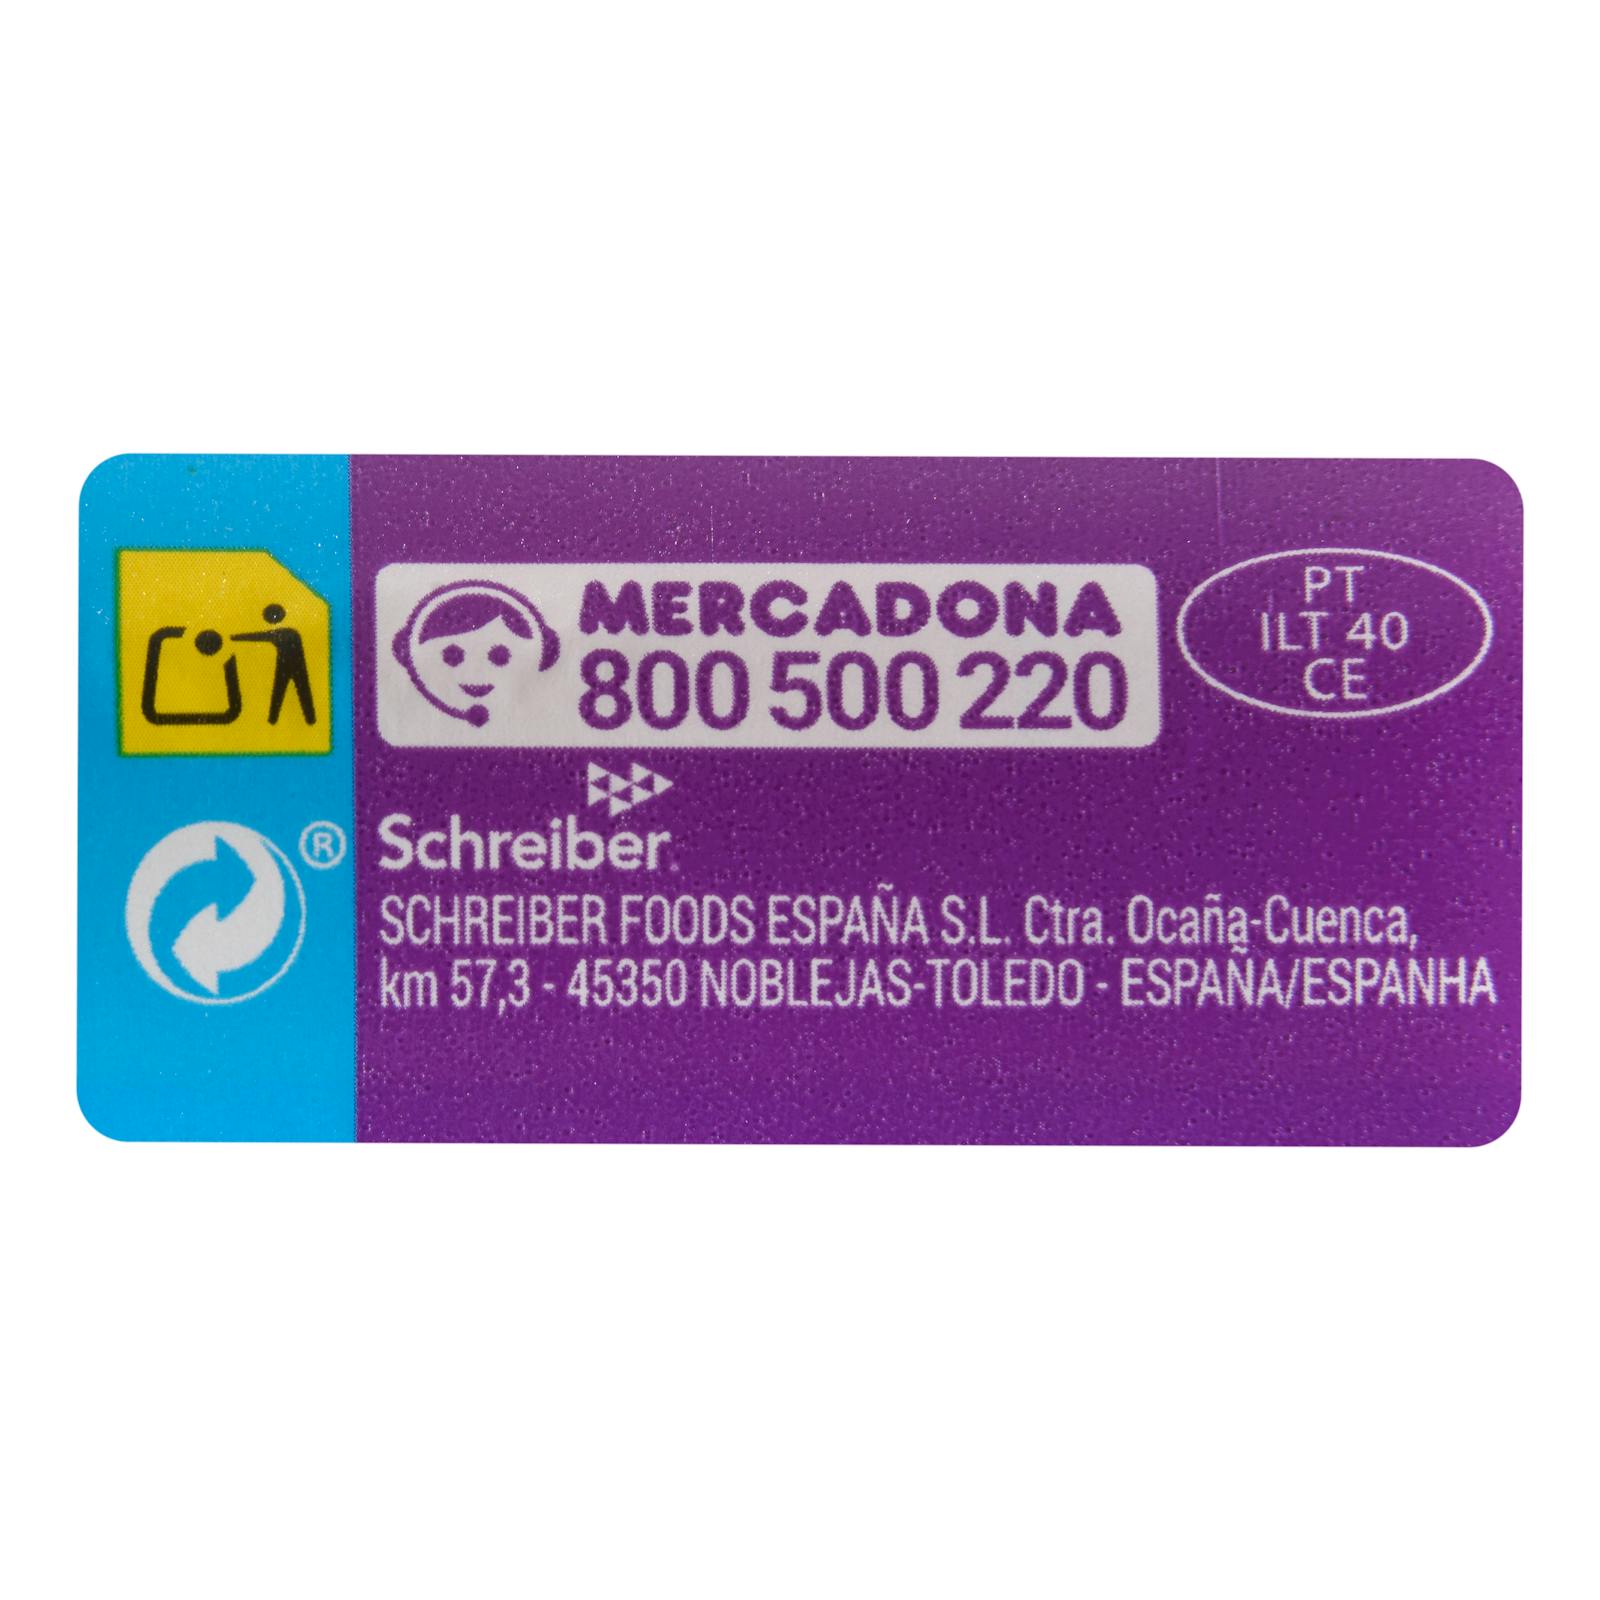 MERCADONA
800 500 220
PT
ILT 40
CE
®
Schreiber
SCHREIBER FOODS ESPAÑA S.L. Ctra. Ocaña-Cuenca,
km 57,3 - 45350 NOBLEJAS-TOLEDO - ESPAÑA/ESPANHA